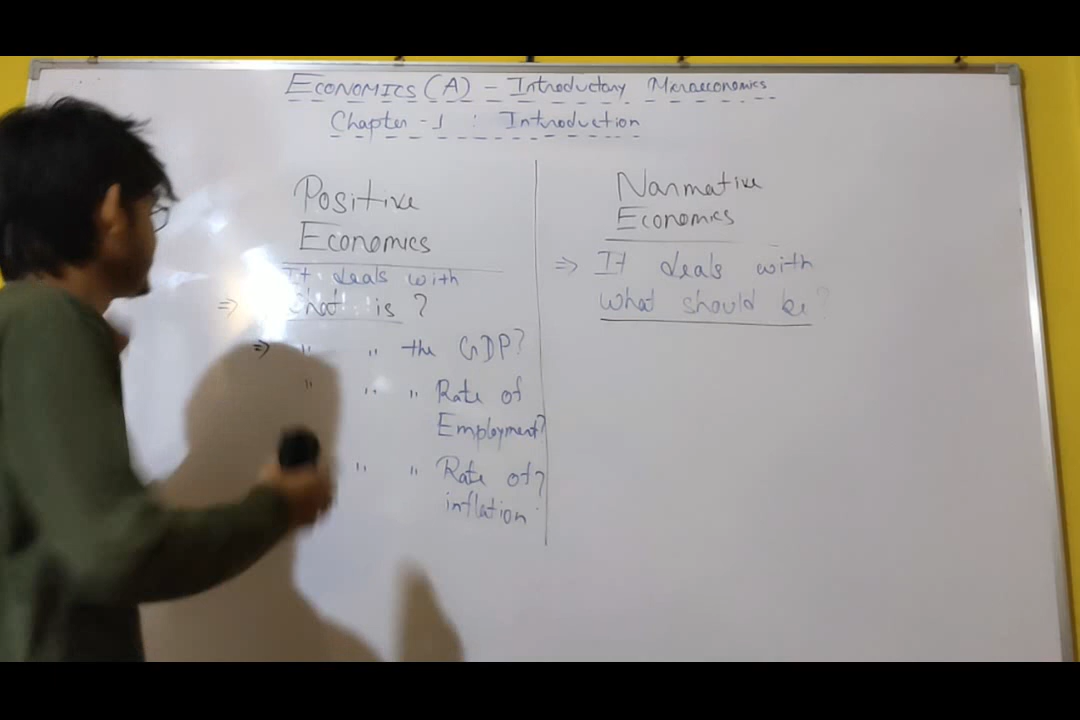 ECONOMICS (A) - Introductory Macroeconomics
Chapter - 1 : Introduction
Positive
Economics
It deals with
⇒ What is ?
⇒ " " the GDP?
" " " Rate of
Employment?
" " Rate of ?
inflation
Normative
Economics
⇒ It deals with
what should be ?